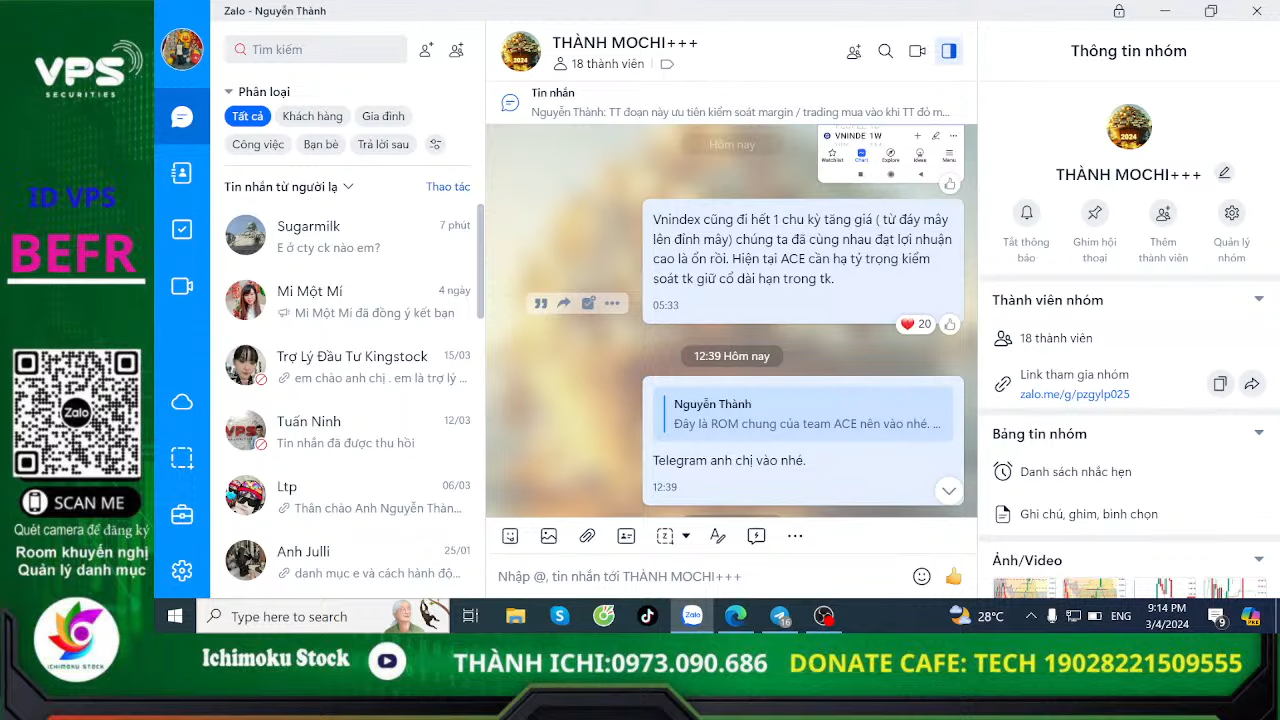 VPS
SECURITIES
ID VPS
BEFR
Zalo
SCAN ME
Quét camera để đăng ký
Room khuyến nghị
Quản lý danh mục
ICHIMOKU STOCK
Zalo - Nguyễn Thành
Tìm kiếm
Phân loại
Tất cả
Khách hàng
Gia đình
Công việc
Bạn bè
Trả lời sau
Tin nhắn từ người lạ
Thao tác
Sugarmilk
7 phút
E ở cty ck nào em?
Mi Một Mí
4 ngày
Mi Một Mí đã đồng ý kết bạn
Trợ Lý Đầu Tư Kingstock
15/03
em chào anh chị . em là trợ lý ...
Tuấn Ninh
12/03
Tin nhắn đã được thu hồi
Ltp
06/03
Thân chào Anh Nguyễn Thàn...
Anh Julli
25/01
danh mục e và cách hành độ...
THÀNH MOCHI+++
18 thành viên
Tin nhắn
Nguyễn Thành: TT đoạn này ưu tiên kiểm soát margin / trading mua vào khi TT đỏ m...
Hôm nay
VNINDE 1W
Watchlist
Chart
Explore
Ideas
Menu
Vnindex cũng đi hết 1 chu kỳ tăng giá ( từ đáy mây
lên đỉnh mây) chúng ta đã cùng nhau đạt lợi nhuận
cao là ổn rồi. Hiện tại ACE cần hạ tỷ trọng kiểm
soát tk giữ cổ dài hạn trong tk.
05:33
20
12:39 Hôm nay
Nguyễn Thành
Đây là ROM chung của team ACE nên vào nhé. ...
Telegram anh chị vào nhé.
12:39
Nhập @, tin nhắn tới THÀNH MOCHI+++
Thông tin nhóm
2024
THÀNH MOCHI+++
Tắt thông
báo
Ghim hội
thoại
Thêm
thành viên
Quản lý
nhóm
Thành viên nhóm
18 thành viên
Link tham gia nhóm
zalo.me/g/pzgylp025
Bảng tin nhóm
Danh sách nhắc hẹn
Ghi chú, ghim, bình chọn
Ảnh/Video
Type here to search
Zalo
16
28°C
ENG
9:14 PM
3/4/2024
9
PRE
Ichimoku Stock
THÀNH ICHI:0973.090.686
DONATE CAFE: TECH 19028221509555